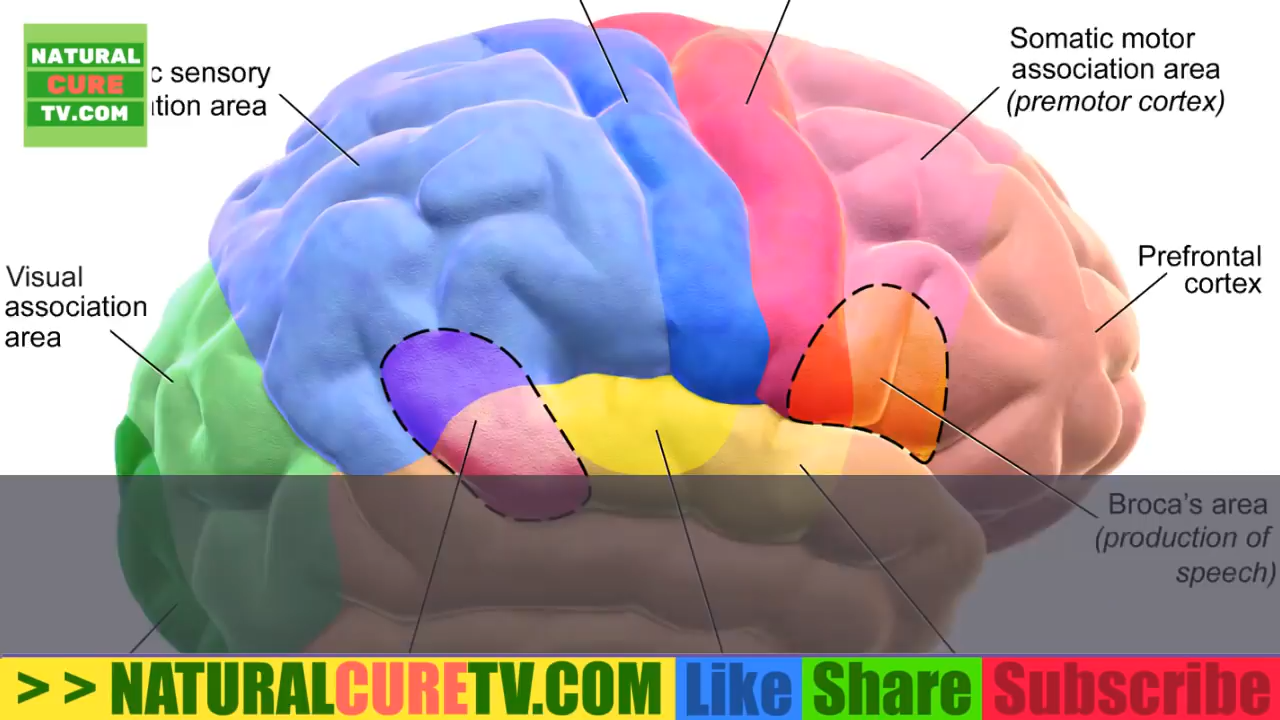 NATURAL
CURE
TV.COM
c sensory
tion area
Somatic motor
association area
(premotor cortex)
Visual
association
area
Prefrontal
cortex
Broca's area
(production of
speech)
>> NATURALCURETV.COM Like Share Subscribe